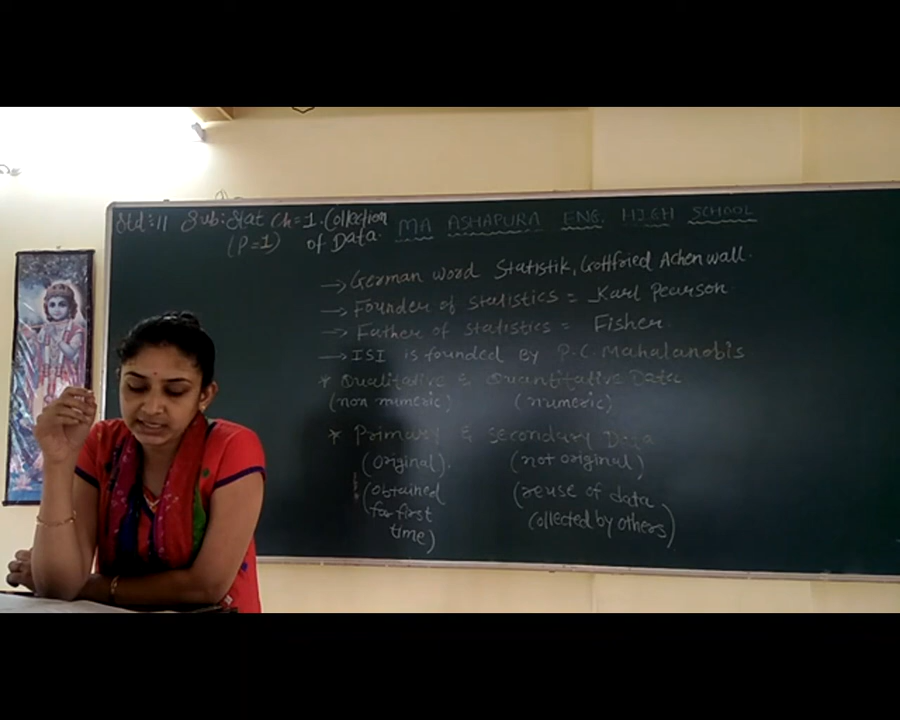 Std:11 Sub:Stat Ch=1. Collection of Data.
(P=1)
MA ASHAPURA ENG. HIGH SCHOOL
→ German word Statistik, Gottfried Achenwall.
→ Founder of statistics = Karl Pearson
→ Father of statistics = Fisher.
→ ISI is founded by P.C. Mahalanobis
* Qualitative & Quantitative Data
(non numeric) (numeric)
* Primary & Secondary Data
(original). (not original)
(obtained (reuse of data
for first collected by others)
time)